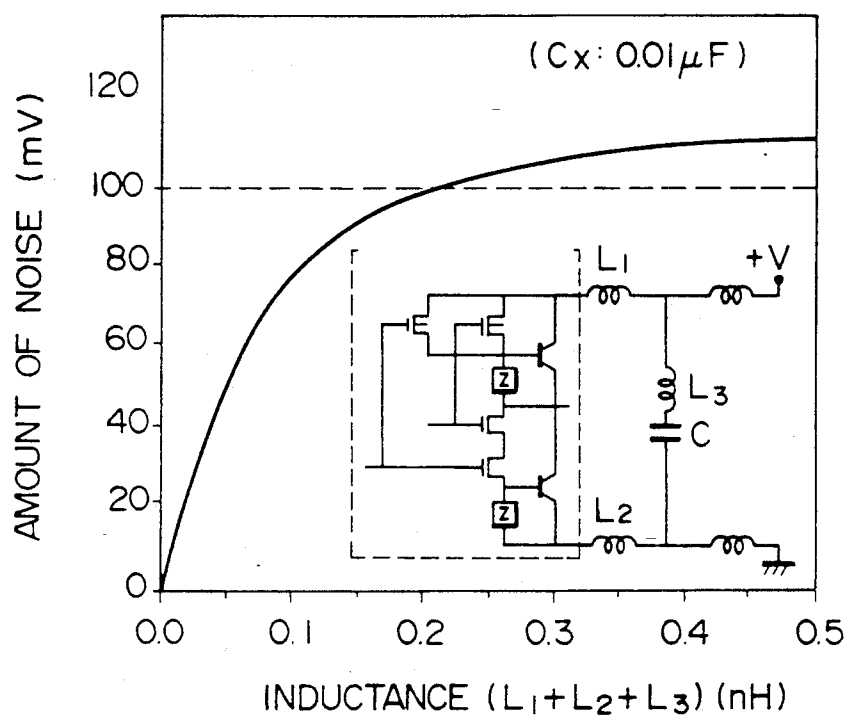 (Cx: 0.01μF)
AMOUNT OF NOISE (mV)
120
100
80
60
40
20
0
L1
+V
Z
L3
C
L2
Z
0.0 0.1 0.2 0.3 0.4 0.5
INDUCTANCE (L1+L2+L3) (nH)